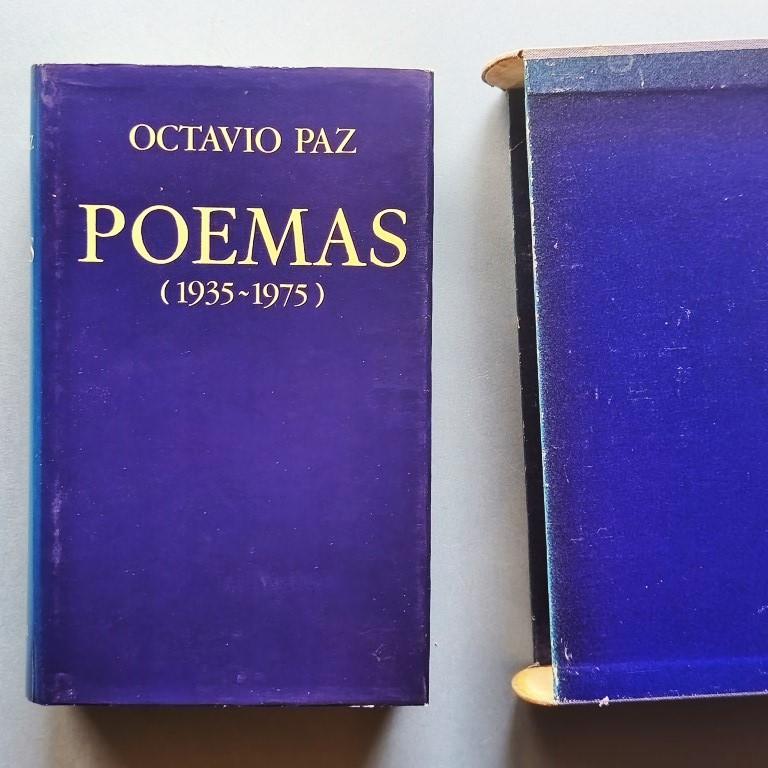 OCTAVIO PAZ
POEMAS
(1935~1975)